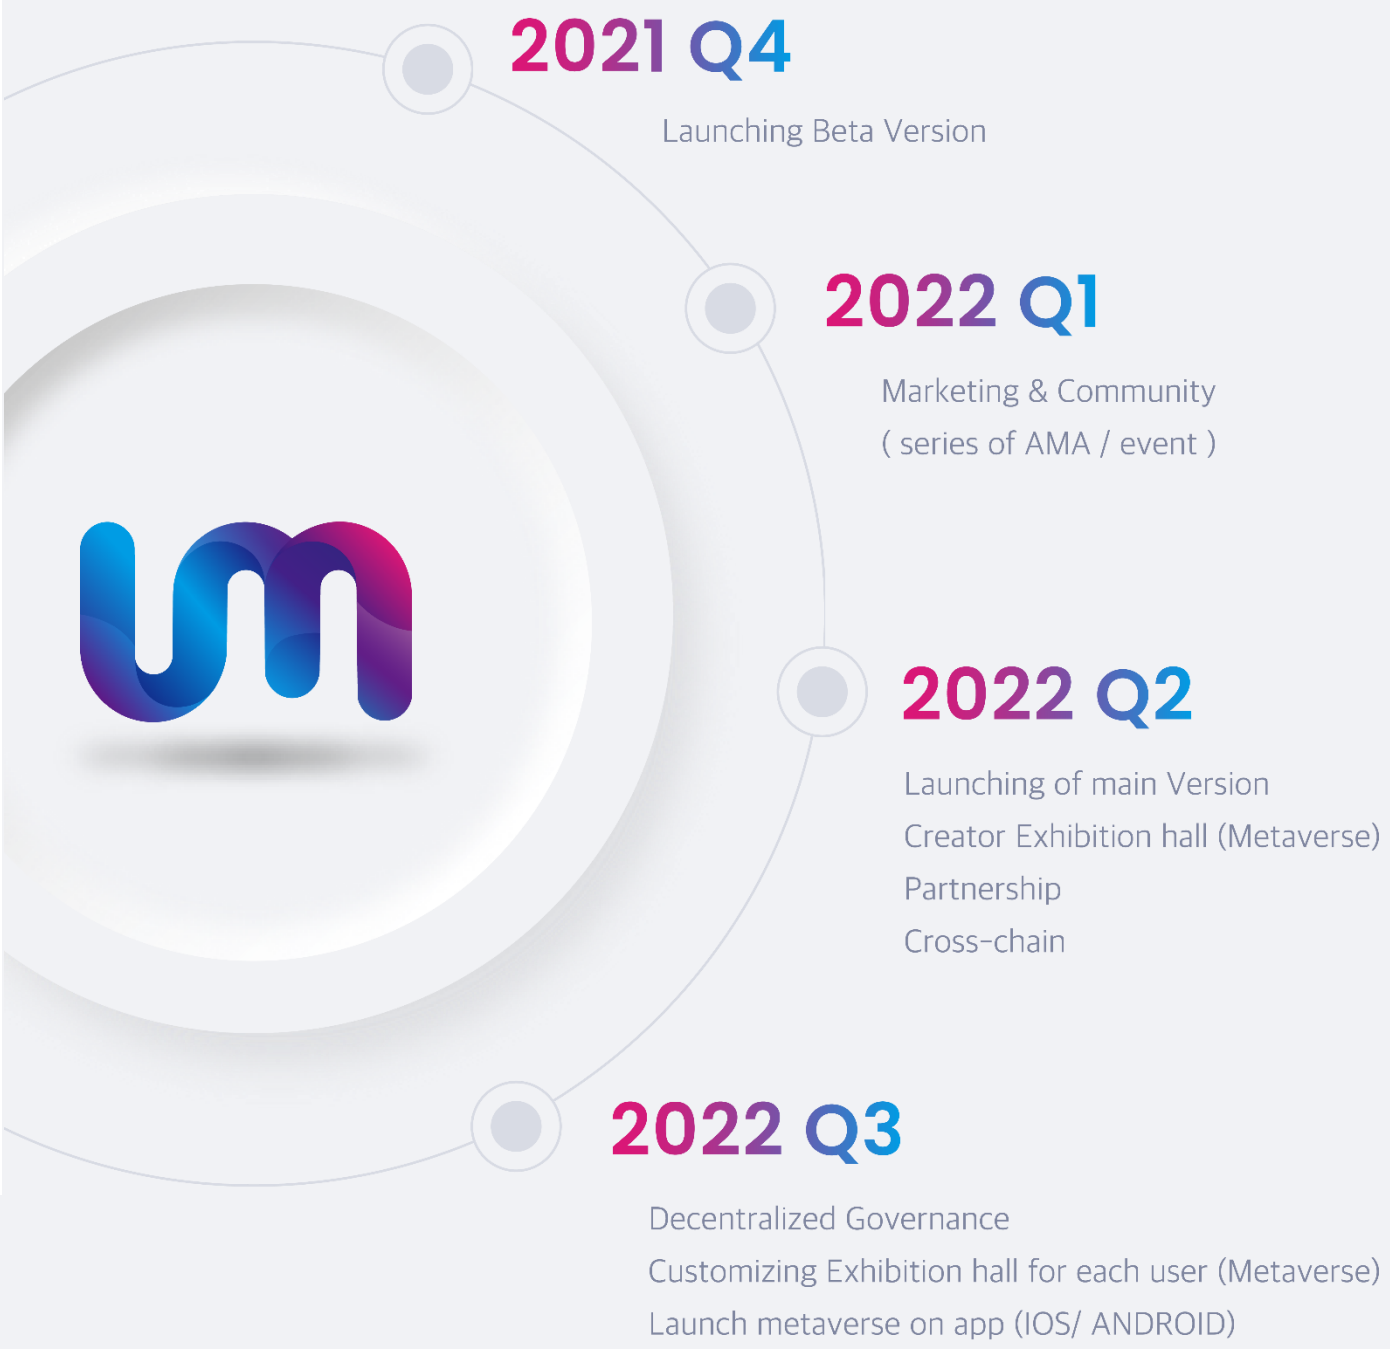 2021 Q4
Launching Beta Version
2022 Q1
Marketing & Community
( series of AMA / event )
um
2022 Q2
Launching of main Version
Creator Exhibition hall (Metaverse)
Partnership
Cross-chain
2022 Q3
Decentralized Governance
Customizing Exhibition hall for each user (Metaverse)
Launch metaverse on app (IOS/ ANDROID)